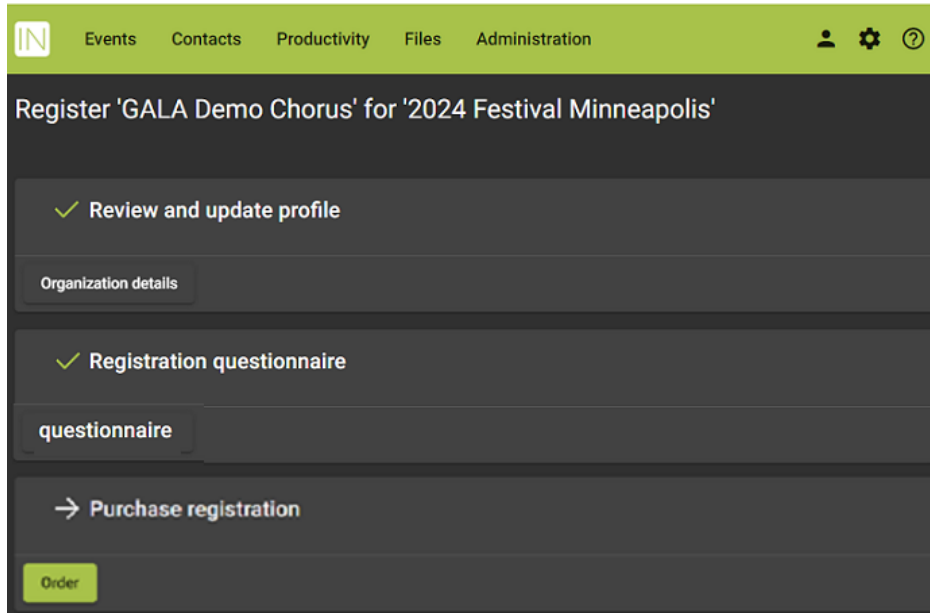 IN Events Contacts Productivity Files Administration
Register 'GALA Demo Chorus' for '2024 Festival Minneapolis'
Review and update profile
Organization details
Registration questionnaire
questionnaire
Purchase registration
Order